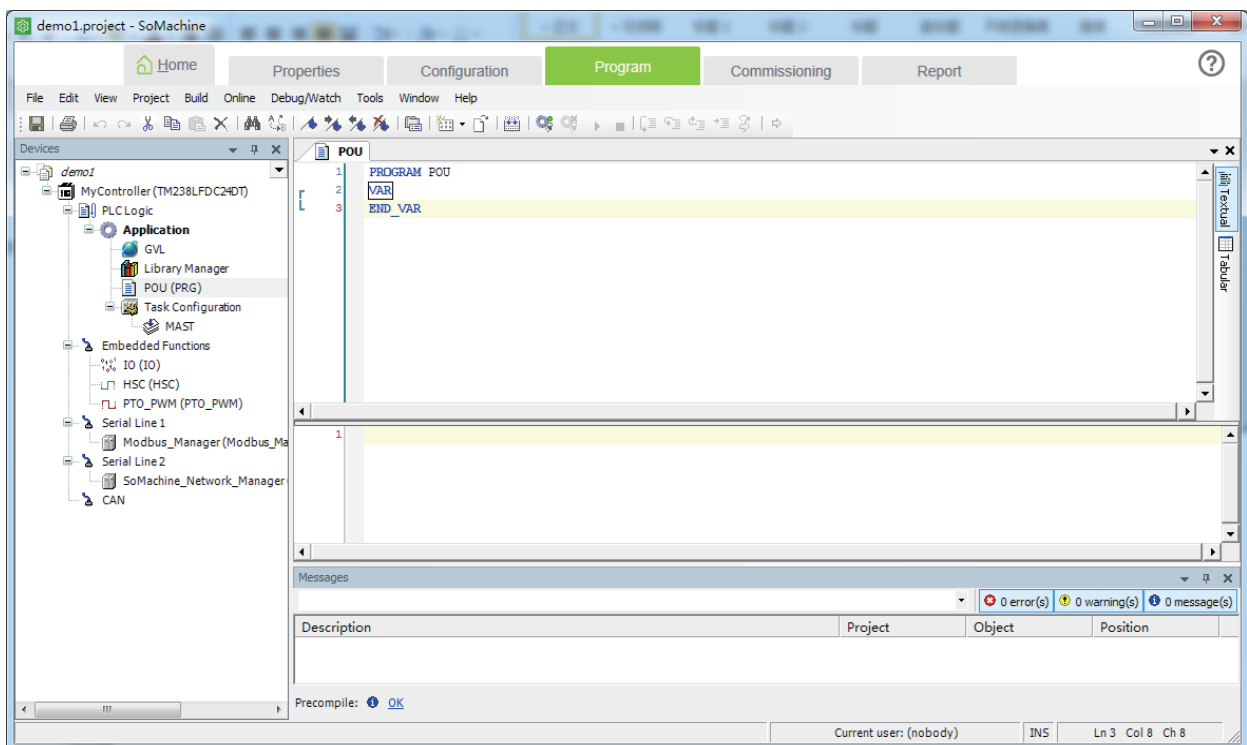 demo1.project - SoMachine
Home
Properties
Configuration
Program
Commissioning
Report
File Edit View Project Build Online Debug/Watch Tools Window Help
Devices
POU
demo1
MyController (TM238LFDC24DT)
PLC Logic
Application
GVL
Library Manager
POU (PRG)
Task Configuration
MAST
Embedded Functions
IO (IO)
HSC (HSC)
PTO_PWM (PTO_PWM)
Serial Line 1
Modbus_Manager (Modbus_Ma
Serial Line 2
SoMachine_Network_Manager
CAN
1 PROGRAM POU
2 VAR
3 END_VAR
Textual
Tabular
1
Messages
0 error(s) 0 warning(s) 0 message(s)
Description Project Object Position
Precompile: OK
Current user: (nobody) INS Ln 3 Col 8 Ch 8